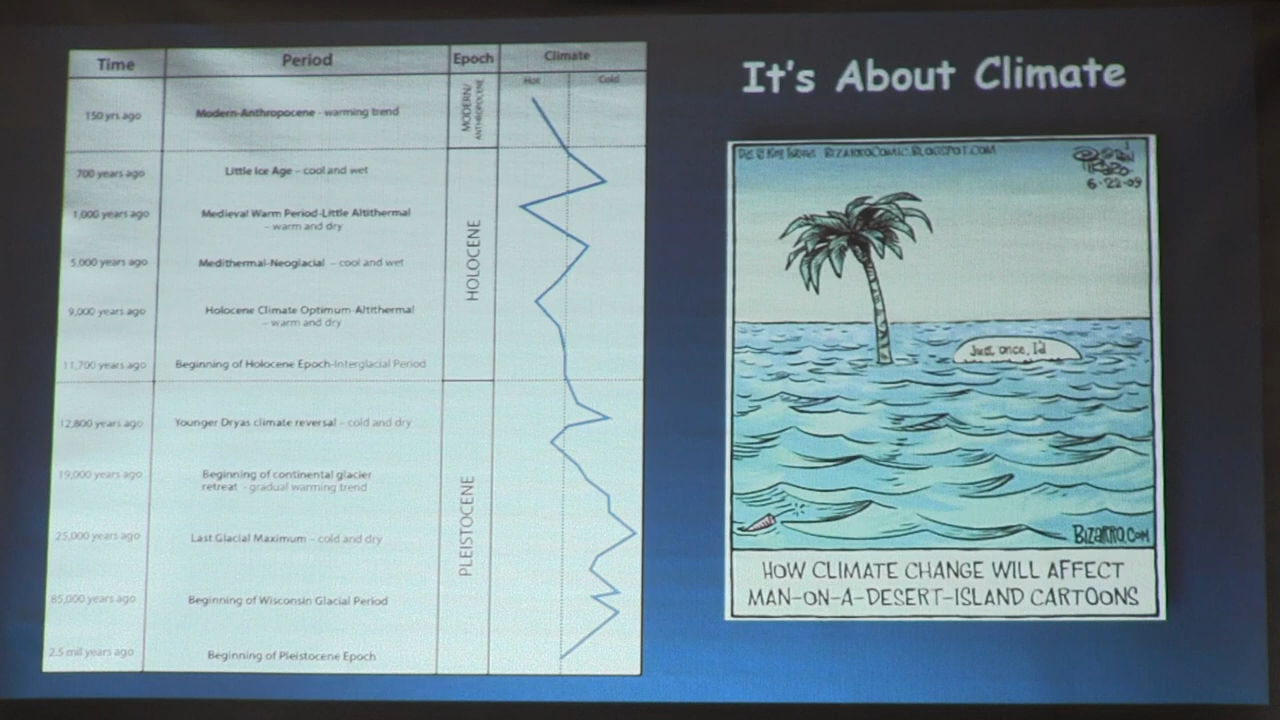 It's About Climate
Time Period Epoch Climate
Hot Cold
150 yrs ago Modern-Anthropocene - warming trend
MODERN/
ANTHROPOCENE
700 years ago Little Ice Age – cool and wet
1,000 years ago Medieval Warm Period-Little Altithermal
– warm and dry
5,000 years ago Medithermal-Neoglacial – cool and wet
HOLOCENE
9,000 years ago Holocene Climate Optimum-Altithermal
– warm and dry
11,700 years ago Beginning of Holocene Epoch-Interglacial Period
12,800 years ago Younger Dryas climate reversal – cold and dry
19,000 years ago Beginning of continental glacier
retreat - gradual warming trend
PLEISTOCENE
25,000 years ago Last Glacial Maximum – cold and dry
85,000 years ago Beginning of Wisconsin Glacial Period
2.5 mil years ago Beginning of Pleistocene Epoch
BIZARROCOMIC.BLOGSPOT.COM
6-22-09
Just once, I'd
BIZARRO.COM
HOW CLIMATE CHANGE WILL AFFECT
MAN-ON-A-DESERT-ISLAND CARTOONS